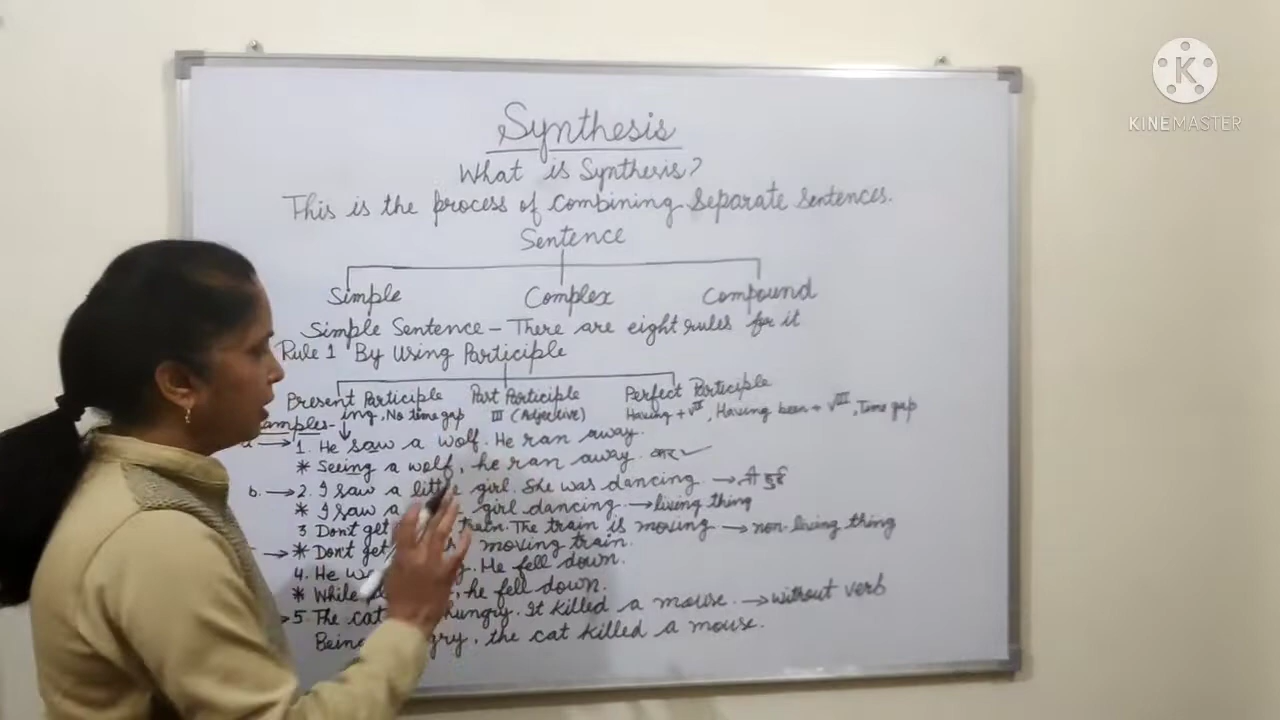 Synthesis
What is Synthesis?
This is the process of Combining Separate Sentences.
Sentence
Simple Complex Compound
Simple Sentence - There are eight rules for it
Rule 1 By Using Participle
Present Participle Past Participle Perfect Participle
ing, No time gap III (Adjective) Having + VIII, Having been + VIII, Time gap
amples-
1. He saw a wolf. He ran away.
* Seeing a wolf, he ran away. कर ✓
b. → 2. I saw a little girl. She was dancing. → ती हुई
* I saw a girl dancing. → living thing
3 Don't get train. The train is moving → non-living thing
→ * Don't get moving train.
4. He He fell down.
* While he fell down.
5. The cat hungry. It killed a mouse. → without verb
Being the cat killed a mouse.
K
KINEMASTER